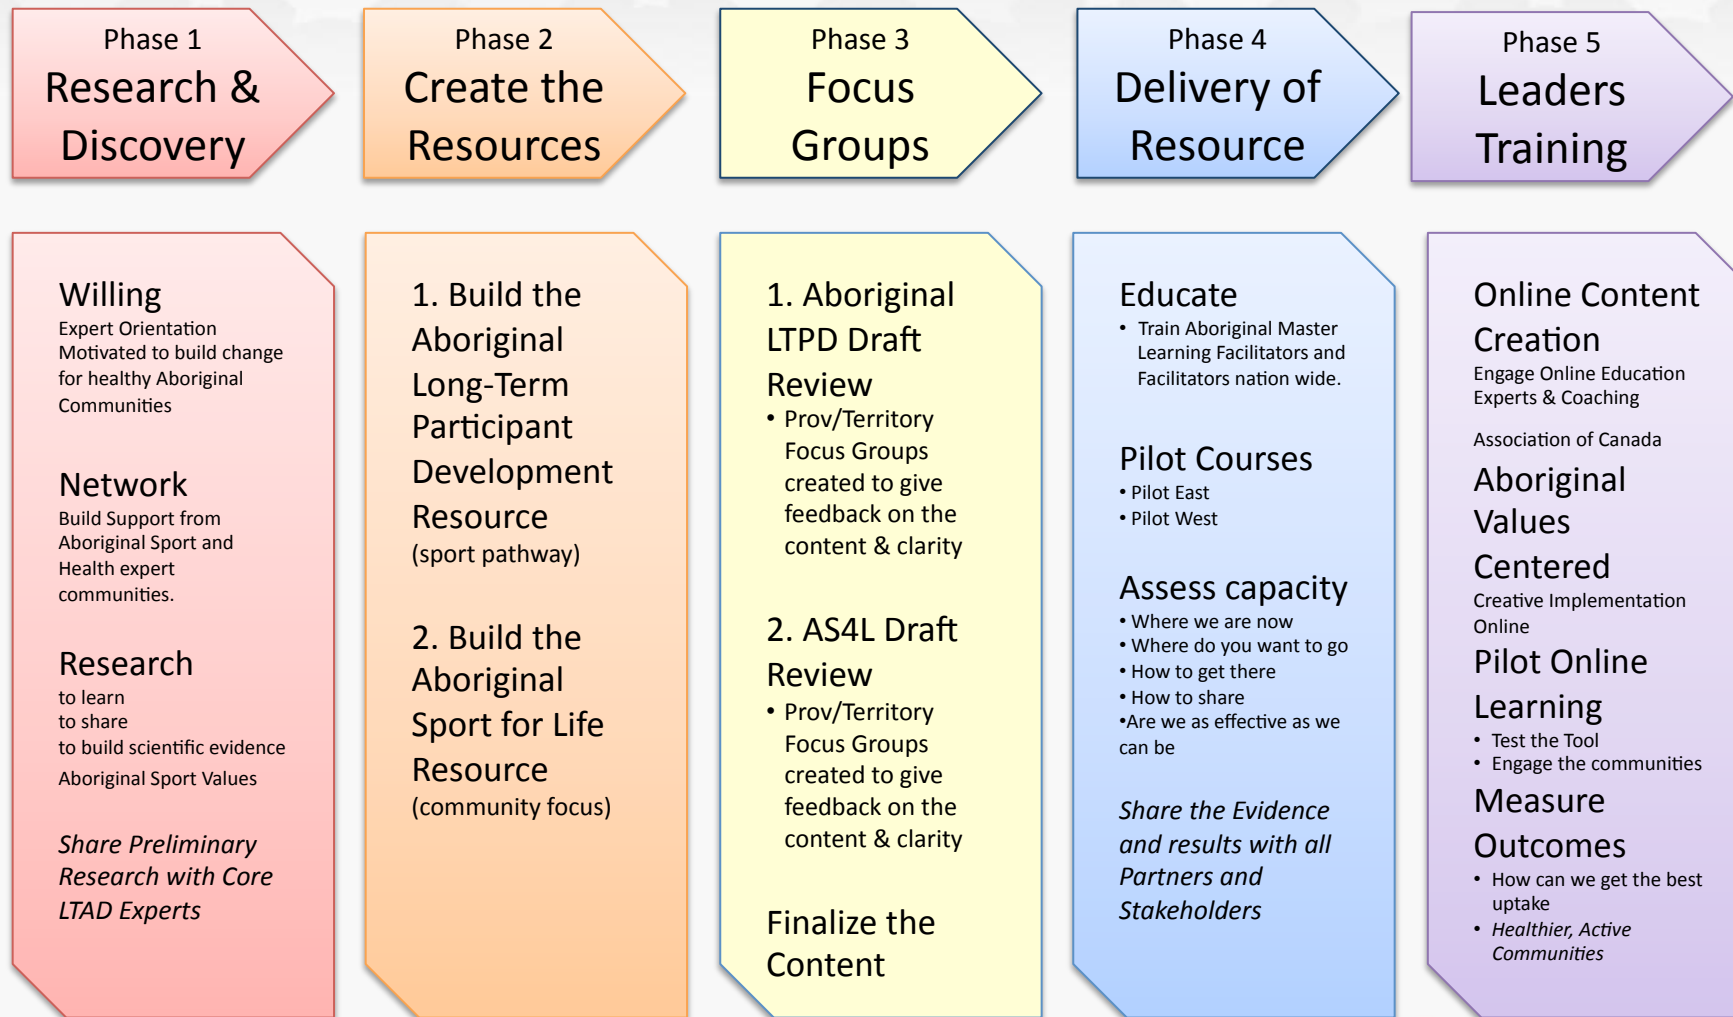 Phase 1
Research &
Discovery
Phase 2
Create the
Resources
Phase 3
Focus
Groups
Phase 4
Delivery of
Resource
Phase 5
Leaders
Training
Willing
Expert Orientation
Motivated to build change
for healthy Aboriginal
Communities
Network
Build Support from
Aboriginal Sport and
Health expert
communities.
Research
to learn
to share
to build scientific evidence
Aboriginal Sport Values
Share Preliminary
Research with Core
LTAD Experts
1. Build the
Aboriginal
Long-Term
Participant
Development
Resource
(sport pathway)
2. Build the
Aboriginal
Sport for Life
Resource
(community focus)
1. Aboriginal
LTPD Draft
Review
• Prov/Territory
Focus Groups
created to give
feedback on the
content & clarity
2. AS4L Draft
Review
• Prov/Territory
Focus Groups
created to give
feedback on the
content & clarity
Finalize the
Content
Educate
• Train Aboriginal Master
Learning Facilitators and
Facilitators nation wide.
Pilot Courses
• Pilot East
• Pilot West
Assess capacity
• Where we are now
• Where do you want to go
• How to get there
• How to share
•Are we as effective as we
can be
Share the Evidence
and results with all
Partners and
Stakeholders
Online Content
Creation
Engage Online Education
Experts & Coaching
Association of Canada
Aboriginal
Values
Centered
Creative Implementation
Online
Pilot Online
Learning
• Test the Tool
• Engage the communities
Measure
Outcomes
• How can we get the best
uptake
• Healthier, Active
Communities